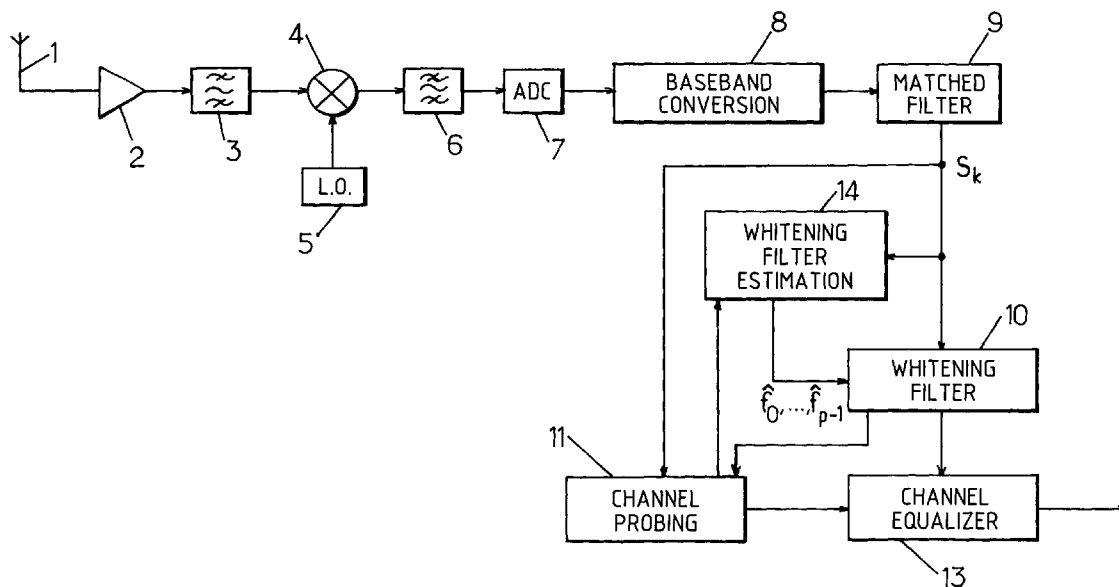 1
2
3
4
5
L.O.
6
7
ADC
8
BASEBAND
CONVERSION
9
MATCHED
FILTER
S_k
14
WHITENING
FILTER
ESTIMATION
10
WHITENING
FILTER
f̂_0,...,f̂_{p-1}
11
CHANNEL
PROBING
CHANNEL
EQUALIZER
13